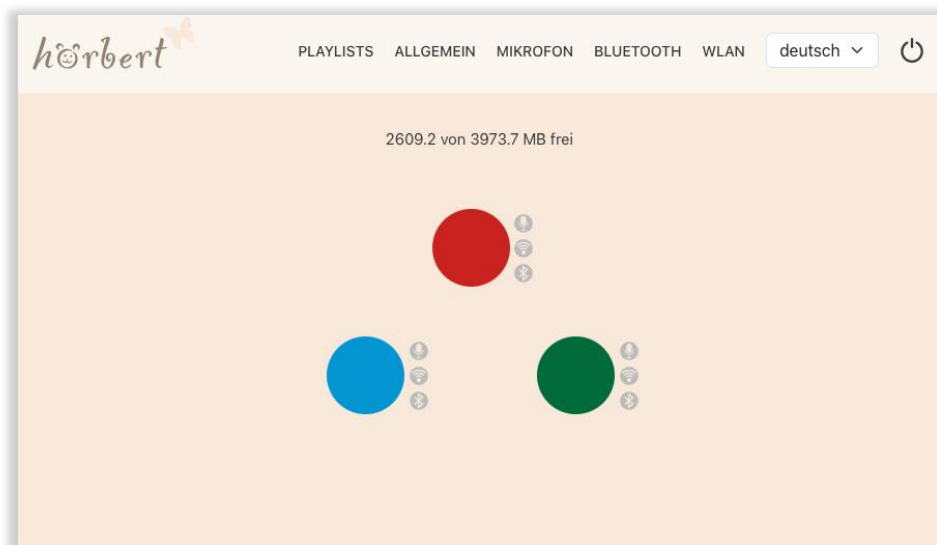 hörbert
PLAYLISTS ALLGEMEIN MIKROFON BLUETOOTH WLAN deutsch
2609.2 von 3973.7 MB frei